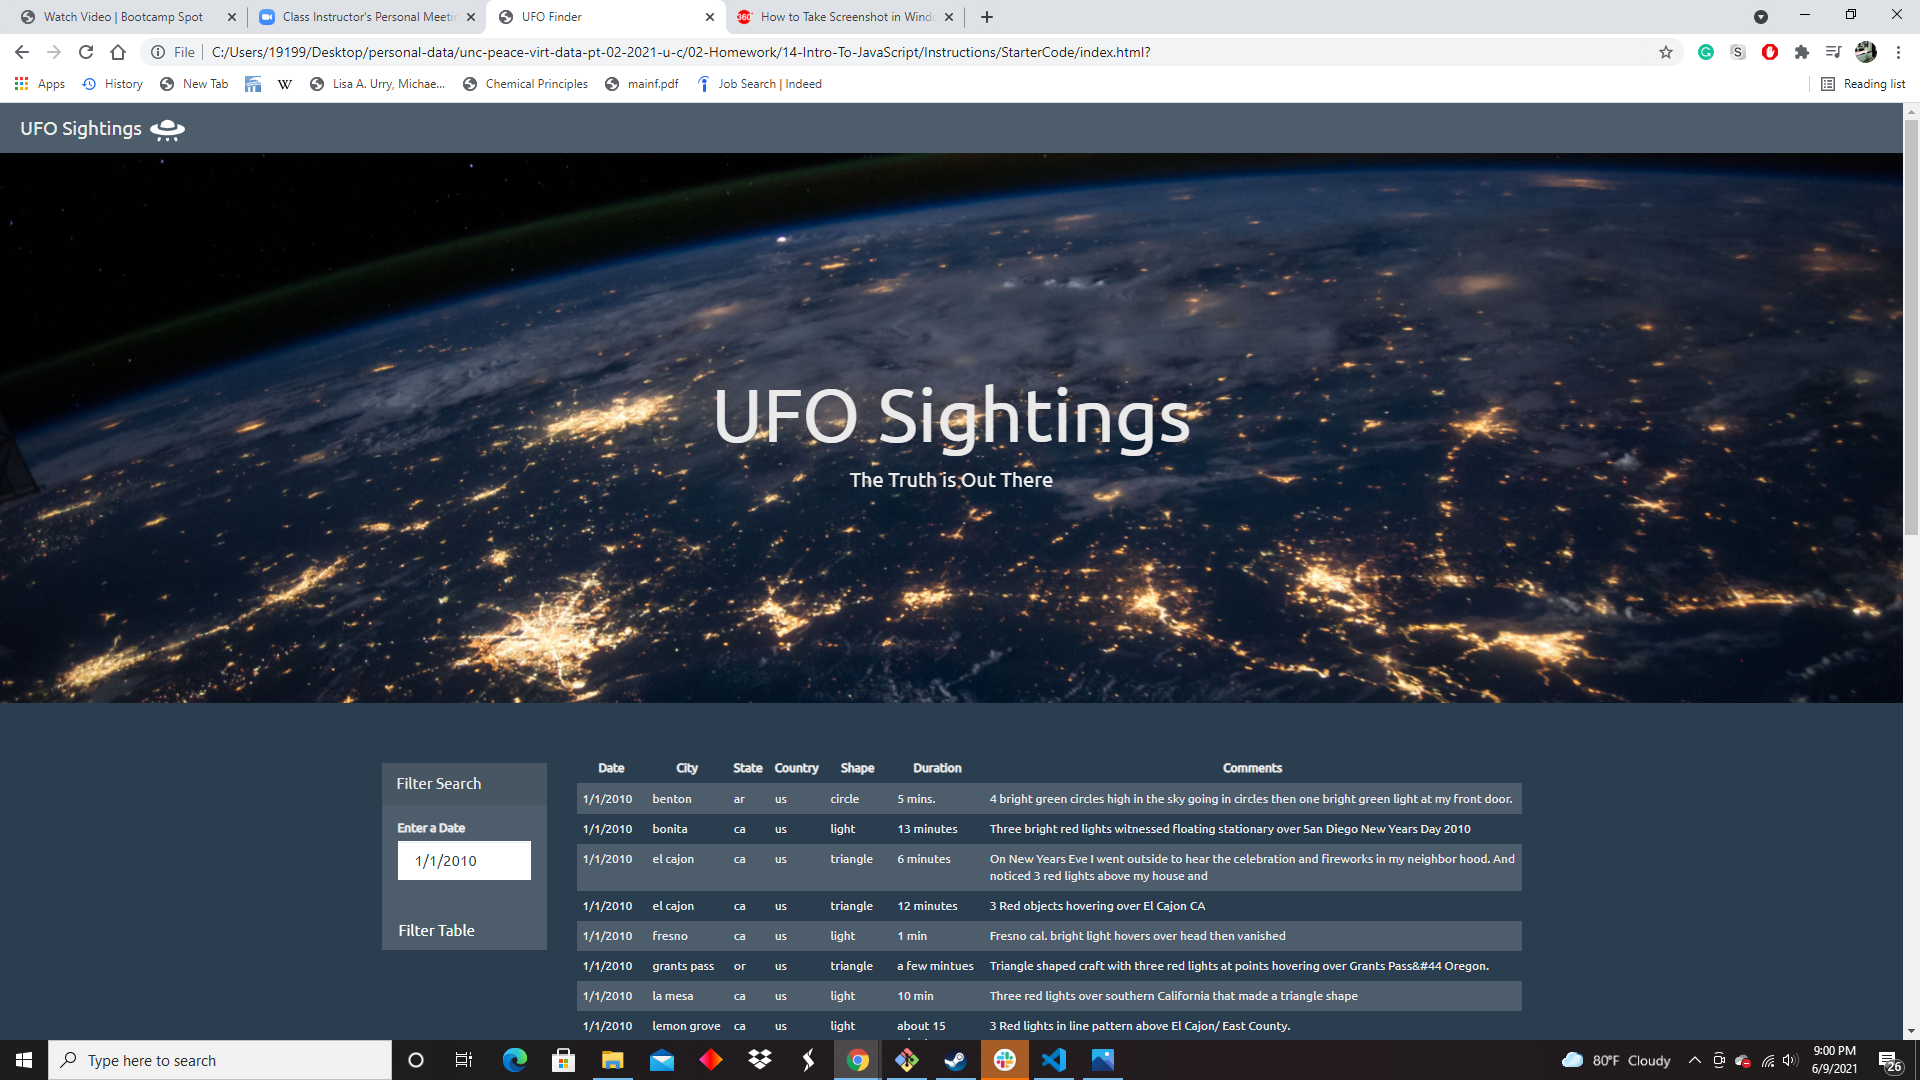 Watch Video | Bootcamp Spot
Class Instructor's Personal Meetin
UFO Finder
How to Take Screenshot in Windo
File
C:/Users/19199/Desktop/personal-data/unc-peace-virt-data-pt-02-2021-u-c/02-Homework/14-Intro-To-JavaScript/Instructions/StarterCode/index.html?
Apps
History
New Tab
W
Lisa A. Urry, Michae...
Chemical Principles
mainf.pdf
Job Search | Indeed
Reading list
UFO Sightings
UFO Sightings
The Truth is Out There
Filter Search
Enter a Date
1/1/2010
Filter Table
Date City State Country Shape Duration Comments
1/1/2010 benton ar us circle 5 mins. 4 bright green circles high in the sky going in circles then one bright green light at my front door.
1/1/2010 bonita ca us light 13 minutes Three bright red lights witnessed floating stationary over San Diego New Years Day 2010
1/1/2010 el cajon ca us triangle 6 minutes On New Years Eve I went outside to hear the celebration and fireworks in my neighbor hood. And
noticed 3 red lights above my house and
1/1/2010 el cajon ca us triangle 12 minutes 3 Red objects hovering over El Cajon CA
1/1/2010 fresno ca us light 1 min Fresno cal. bright light hovers over head then vanished
1/1/2010 grants pass or us triangle a few mintues Triangle shaped craft with three red lights at points hovering over Grants Pass&#44 Oregon.
1/1/2010 la mesa ca us light 10 min Three red lights over southern California that made a triangle shape
1/1/2010 lemon grove ca us light about 15 3 Red lights in line pattern above El Cajon/ East County.
Type here to search
80°F Cloudy
9:00 PM
6/9/2021
26